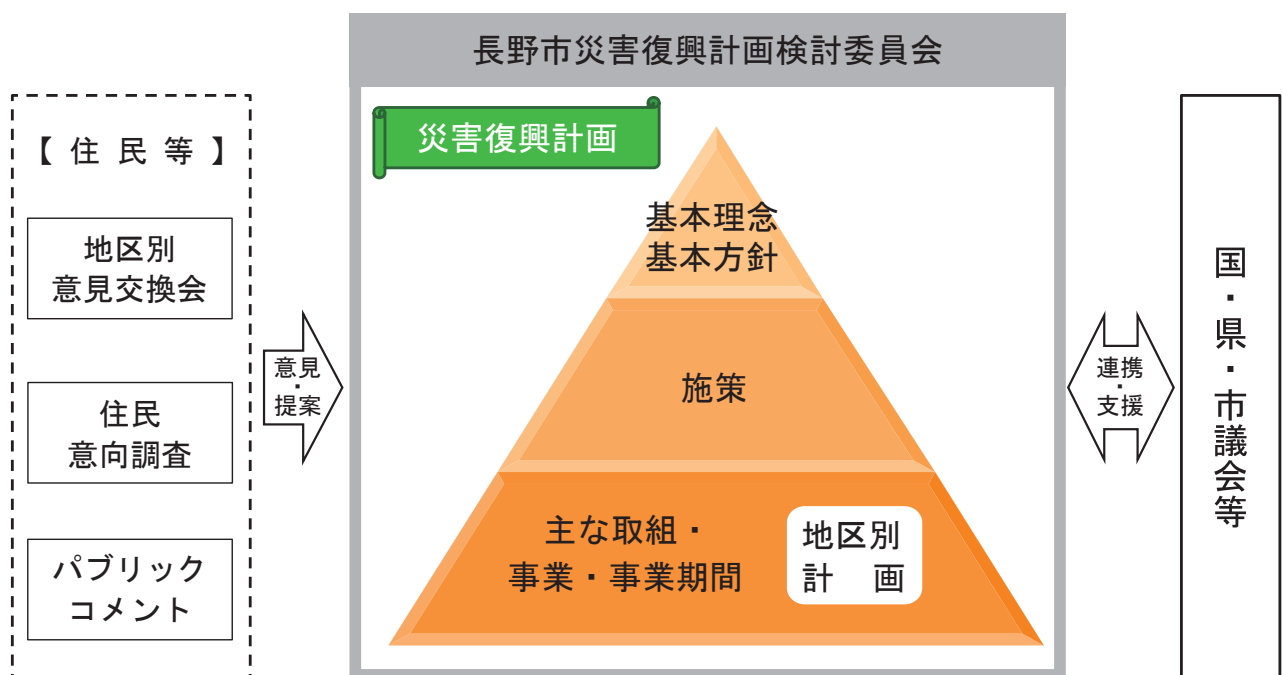 長野市災害復興計画検討委員会
【住民等】
地区別
意見交換会
住民
意向調査
パブリック
コメント
意見
・
提案
災害復興計画
基本理念
基本方針
施策
主な取組・
事業・事業期間
地区別
計画
連携
・
支援
国・県・市議会等